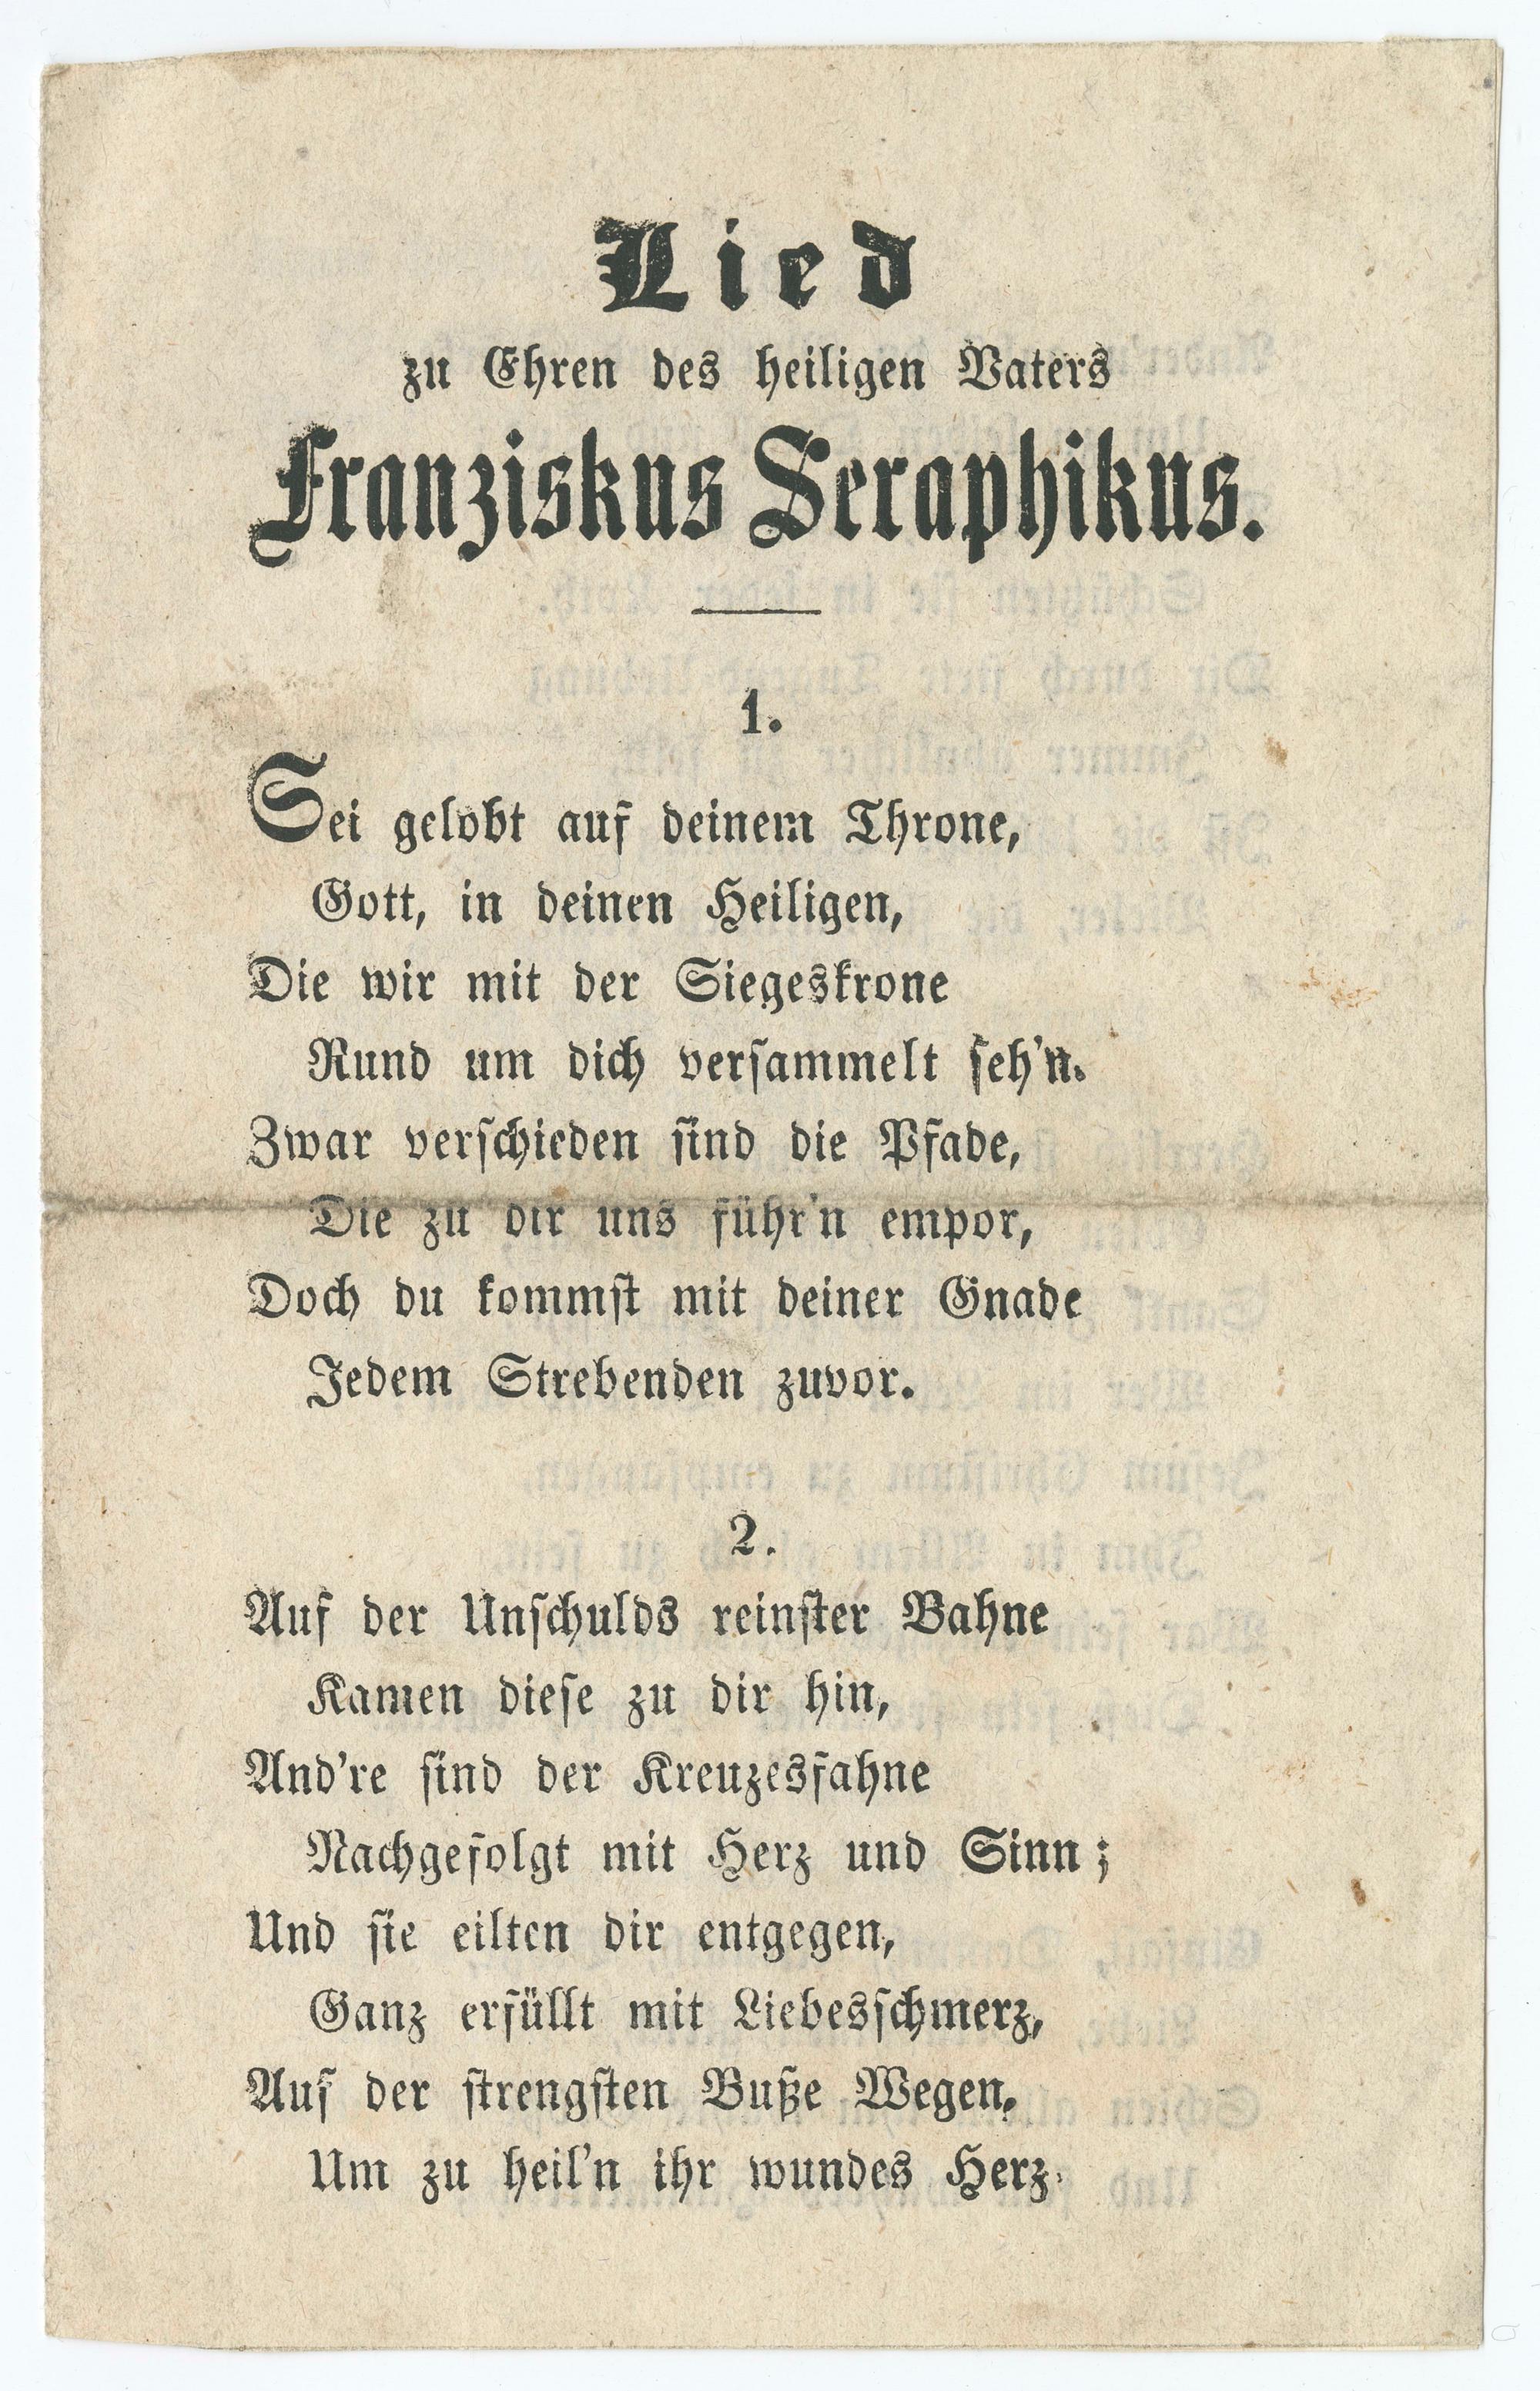 Lied
zu Ehren des heiligen Vaters
Franziskus Seraphikus.
1.
Sei gelobt auf deinem Throne,
Gott, in deinen Heiligen,
Die wir mit der Siegeskrone
Rund um dich verſammelt ſeh'n.
Zwar verſchieden ſind die Pfade,
Die zu dir uns führ'n empor,
Doch du kommſt mit deiner Gnade
Jedem Strebenden zuvor.
2.
Auf der Unſchulds reinſter Bahne
Kamen dieſe zu dir hin,
And're ſind der Kreuzesfahne
Nachgefolgt mit Herz und Sinn;
Und ſie eilten dir entgegen,
Ganz erfüllt mit Liebesſchmerz,
Auf der ſtrengſten Buße Wegen,
Um zu heil'n ihr wundes Herz.